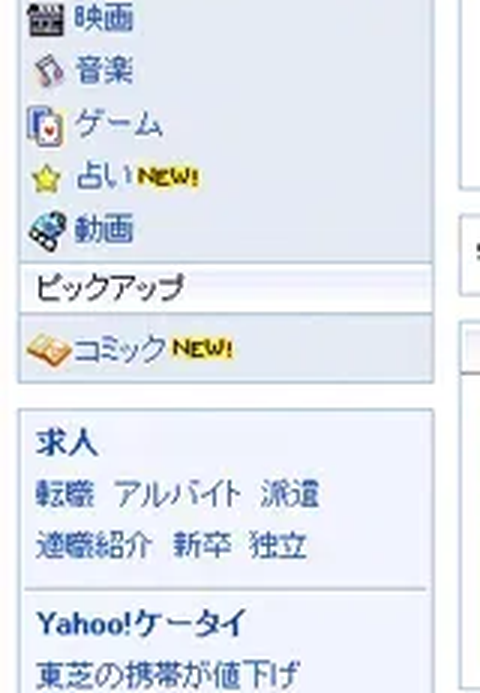 映画
音楽
ゲーム
占い NEW!
動画
ピックアップ
コミック NEW!
求人
転職 アルバイト 派遣
適職紹介 新卒 独立
Yahoo!ケータイ
東芝の携帯が値下げ